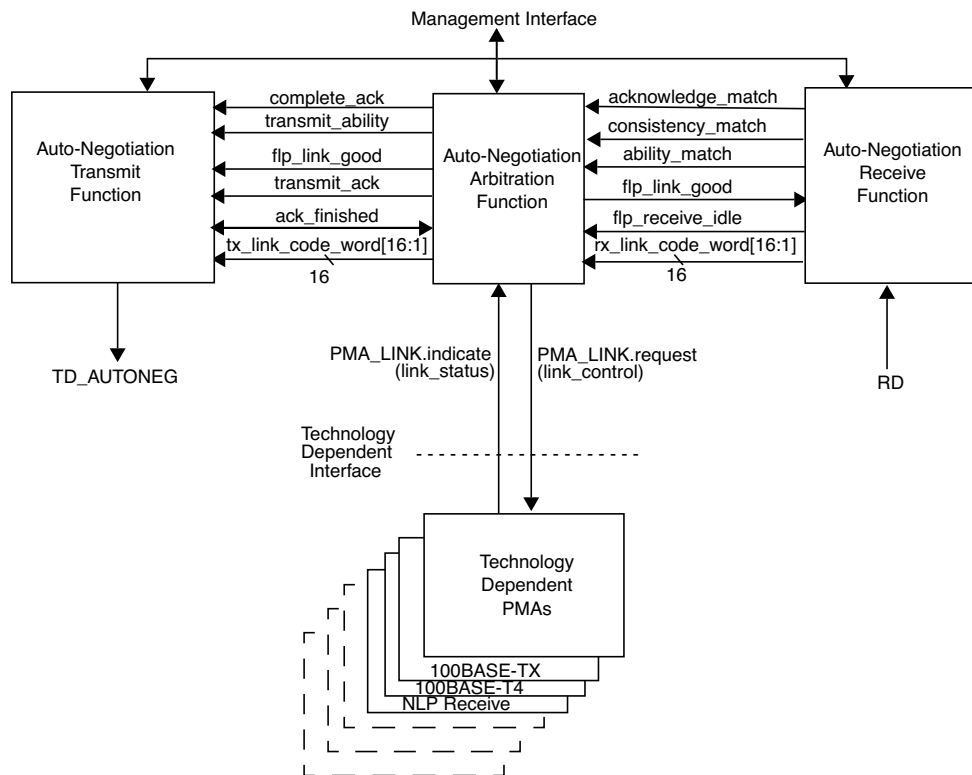 Management Interface
complete_ack
transmit_ability
flp_link_good
transmit_ack
ack_finished
tx_link_code_word[16:1]
16
acknowledge_match
consistency_match
ability_match
flp_link_good
flp_receive_idle
rx_link_code_word[16:1]
16
Auto-Negotiation
Transmit
Function
Auto-Negotiation
Arbitration
Function
Auto-Negotiation
Receive
Function
TD_AUTONEG
PMA_LINK.indicate
(link_status)
PMA_LINK.request
(link_control)
RD
Technology
Dependent
Interface
Technology
Dependent
PMAs
100BASE-TX
100BASE-T4
NLP Receive